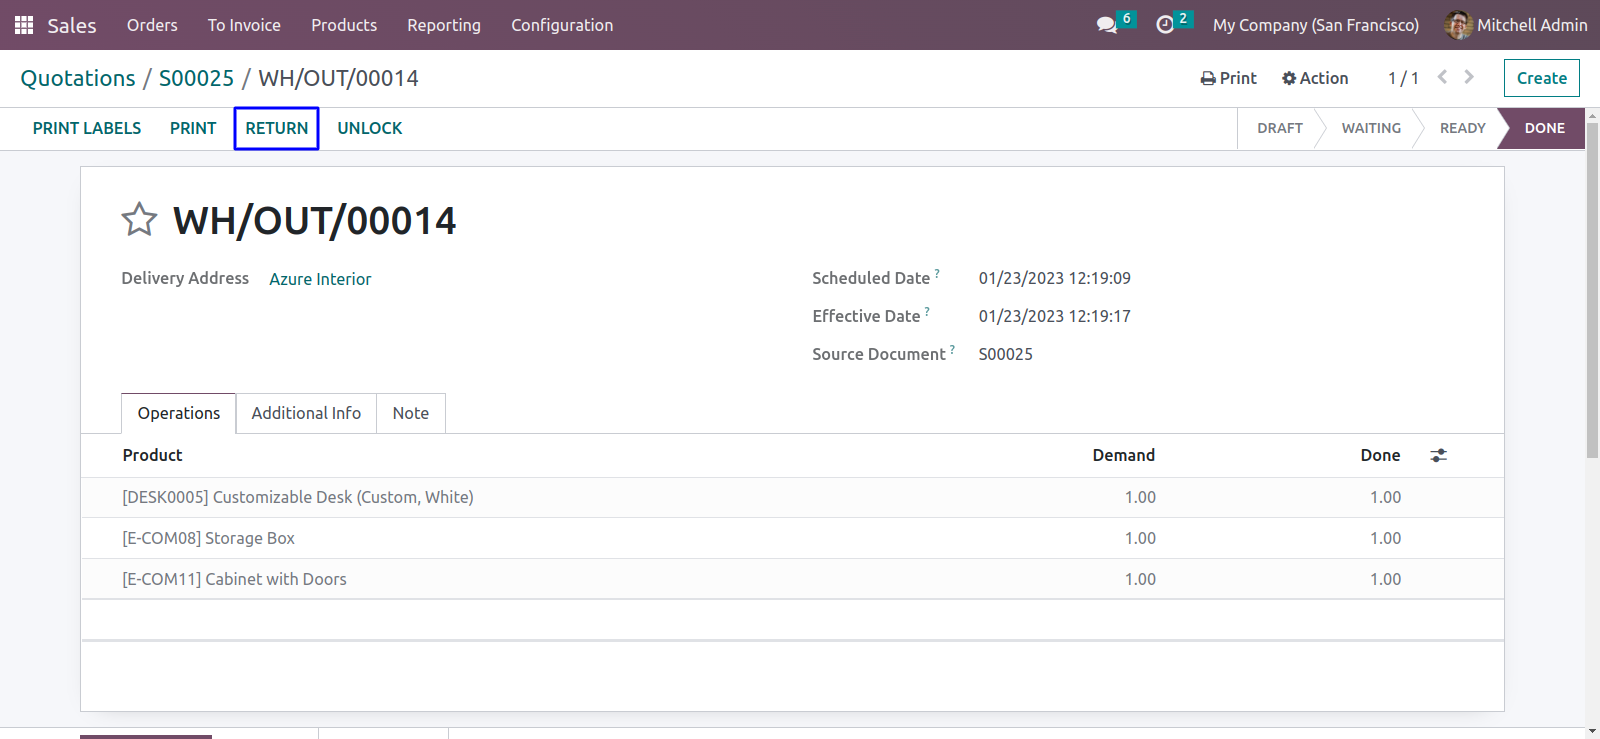 Sales Orders To Invoice Products Reporting Configuration 6 2 My Company (San Francisco) Mitchell Admin
Quotations / S00025 / WH/OUT/00014 Print Action 1 / 1 Create
PRINT LABELS PRINT RETURN UNLOCK DRAFT WAITING READY DONE
WH/OUT/00014
Delivery Address Azure Interior Scheduled Date ? 01/23/2023 12:19:09
Effective Date ? 01/23/2023 12:19:17
Source Document ? S00025
Operations Additional Info Note
Product Demand Done
[DESK0005] Customizable Desk (Custom, White) 1.00 1.00
[E-COM08] Storage Box 1.00 1.00
[E-COM11] Cabinet with Doors 1.00 1.00